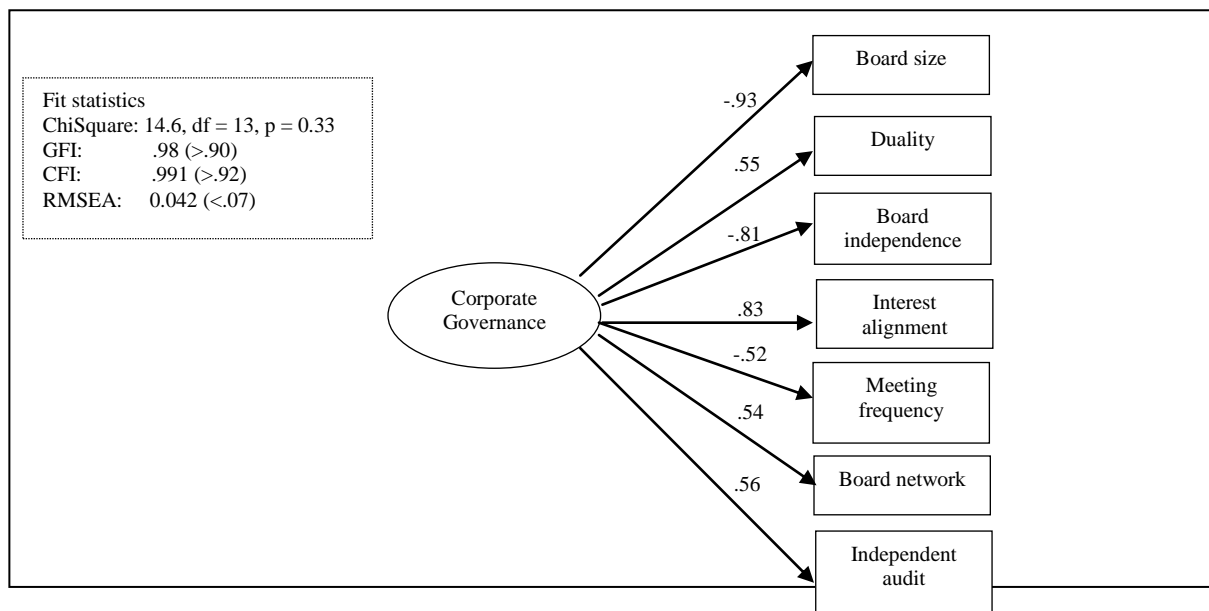 Fit statistics
ChiSquare: 14.6, df = 13, p = 0.33
GFI: .98 (>.90)
CFI: .991 (>.92)
RMSEA: 0.042 (<.07)
Corporate
Governance
-.93
.55
-.81
.83
-.52
.54
.56
Board size
Duality
Board
independence
Interest
alignment
Meeting
frequency
Board network
Independent
audit